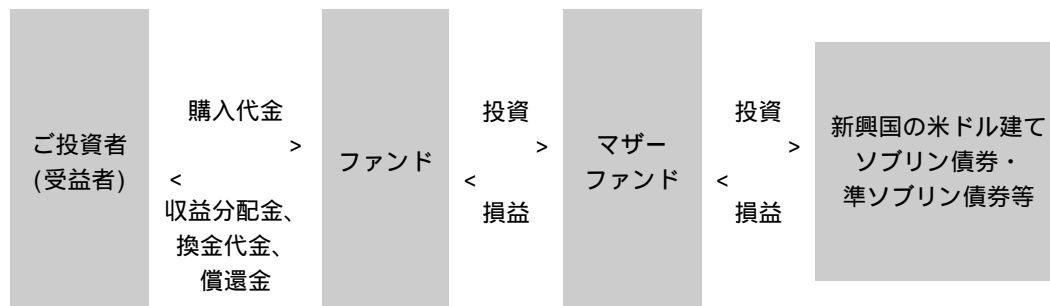 ご投資者
(受益者)
購入代金
>
<
収益分配金、
換金代金、
償還金
ファンド
投資
>
<
損益
マザー
ファンド
投資
>
<
損益
新興国の米ドル建て
ソブリン債券・
準ソブリン債券等